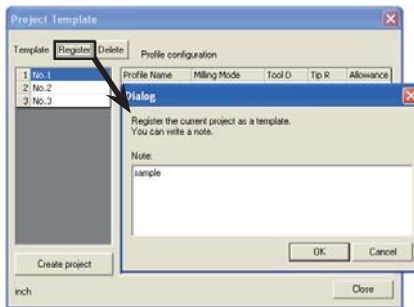 Project Template
Template Register Delete Profile configuration
1 No.1
2 No.2
3 No.3
Profile Name Milling Mode Tool D Tip R Allowance
Dialog
Register the current project as a template.
You can write a note.
Note:
sample
OK Cancel
Create project
inch
Close